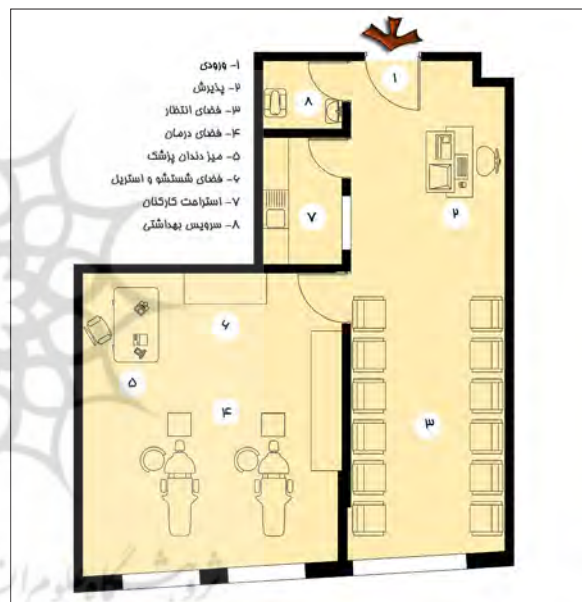 ۱- ورودی
۲- پذیرش
۳- فضای انتظار
۴- فضای درمان
۵- میز دندان پزشک
۶- فضای شستشو و استریل
۷- استراحت کارکنان
۸- سرویس بهداشتی
۱
۸
۲
۷
۶
۵
۴
۳